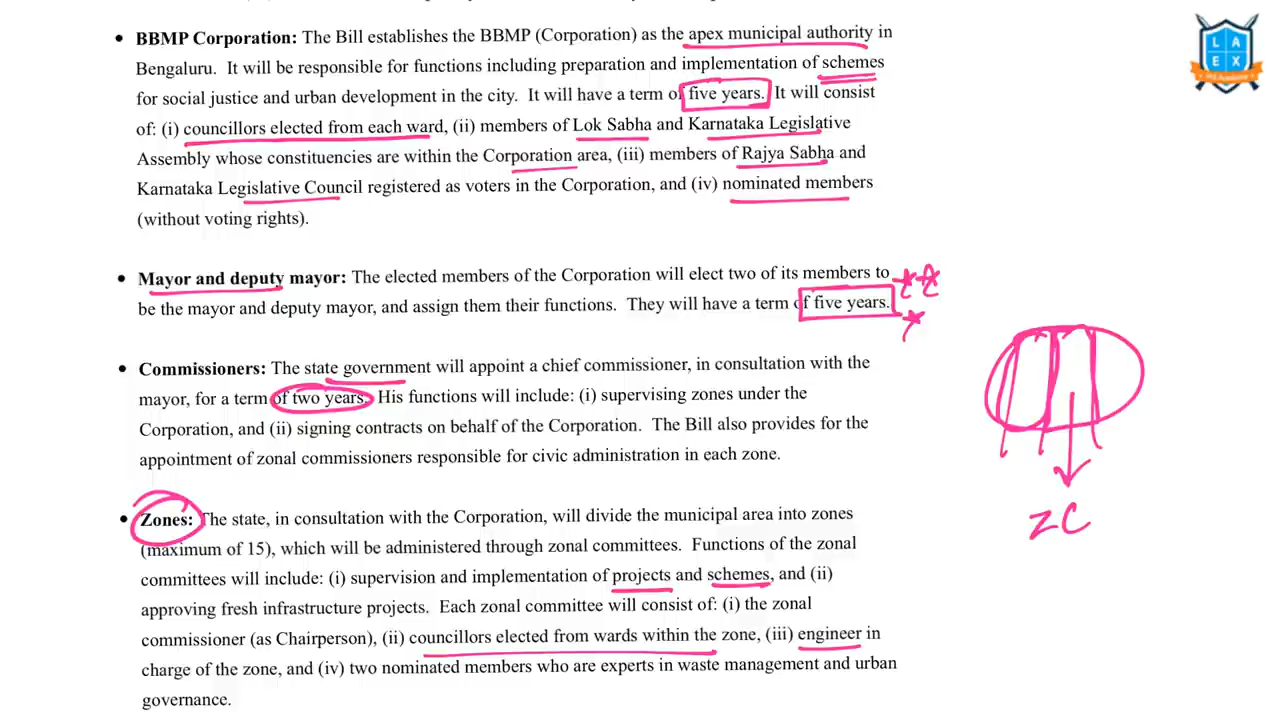 • BBMP Corporation: The Bill establishes the BBMP (Corporation) as the apex municipal authority in
Bengaluru. It will be responsible for functions including preparation and implementation of schemes
for social justice and urban development in the city. It will have a term of five years. It will consist
of: (i) councillors elected from each ward, (ii) members of Lok Sabha and Karnataka Legislative
Assembly whose constituencies are within the Corporation area, (iii) members of Rajya Sabha and
Karnataka Legislative Council registered as voters in the Corporation, and (iv) nominated members
(without voting rights).
• Mayor and deputy mayor: The elected members of the Corporation will elect two of its members to
be the mayor and deputy mayor, and assign them their functions. They will have a term of five years.
• Commissioners: The state government will appoint a chief commissioner, in consultation with the
mayor, for a term of two years. His functions will include: (i) supervising zones under the
Corporation, and (ii) signing contracts on behalf of the Corporation. The Bill also provides for the
appointment of zonal commissioners responsible for civic administration in each zone.
• Zones: The state, in consultation with the Corporation, will divide the municipal area into zones
(maximum of 15), which will be administered through zonal committees. Functions of the zonal
committees will include: (i) supervision and implementation of projects and schemes, and (ii)
approving fresh infrastructure projects. Each zonal committee will consist of: (i) the zonal
commissioner (as Chairperson), (ii) councillors elected from wards within the zone, (iii) engineer in
charge of the zone, and (iv) two nominated members who are experts in waste management and urban
governance.
ZC
L A
E X